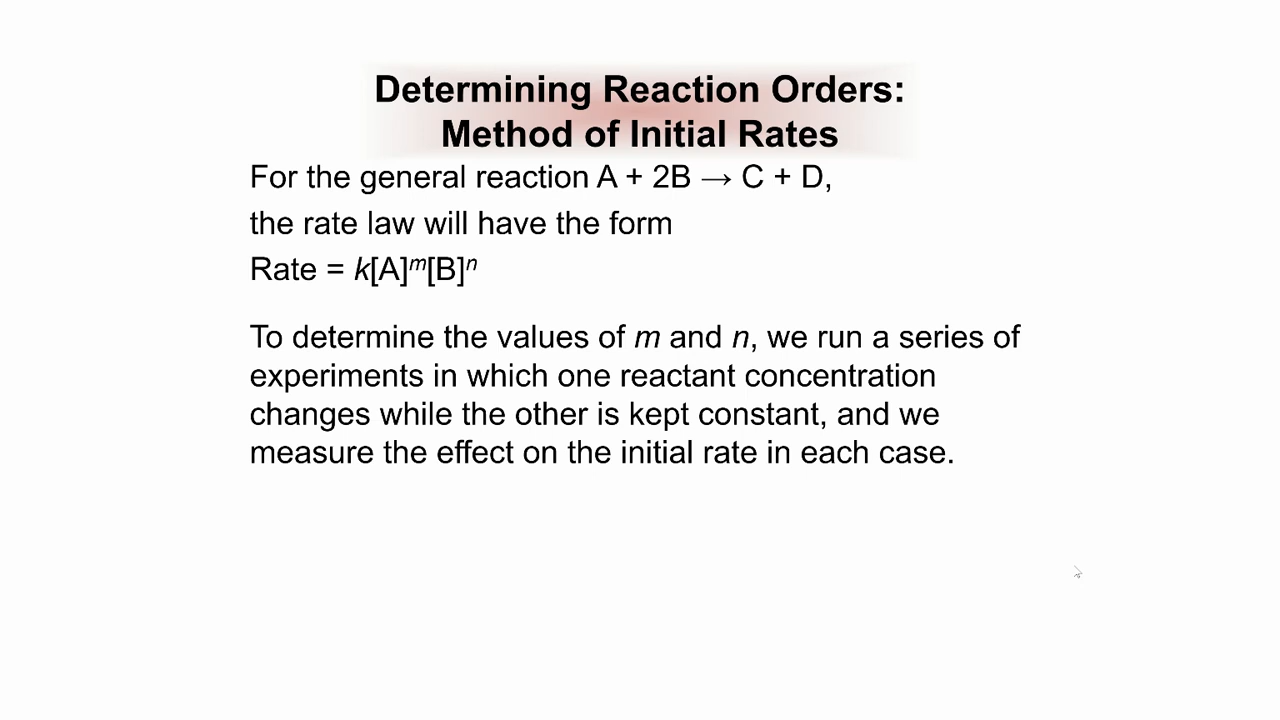 Determining Reaction Orders:
Method of Initial Rates
For the general reaction A + 2B → C + D,
the rate law will have the form
Rate = k[A]ᵐ[B]ⁿ
To determine the values of m and n, we run a series of
experiments in which one reactant concentration
changes while the other is kept constant, and we
measure the effect on the initial rate in each case.